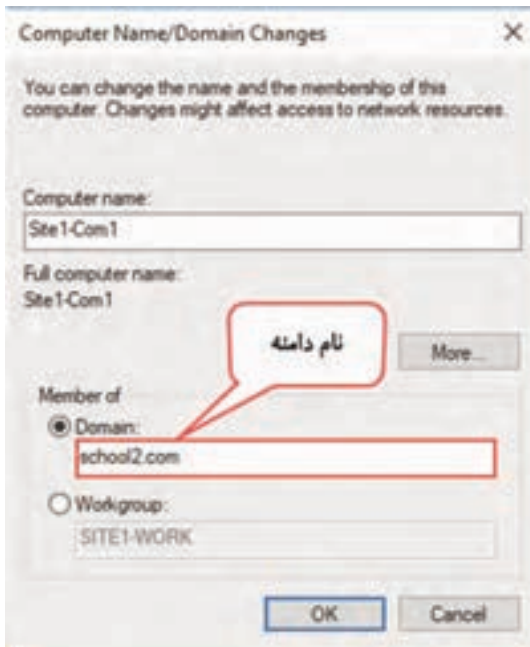 Computer Name/Domain Changes
You can change the name and the membership of this
computer. Changes might affect access to network resources.
Computer name:
Site1-Com1
Full computer name:
Site1-Com1
نام دامنه
More...
Member of
Domain:
school2.com
Workgroup:
SITE1-WORK
OK
Cancel